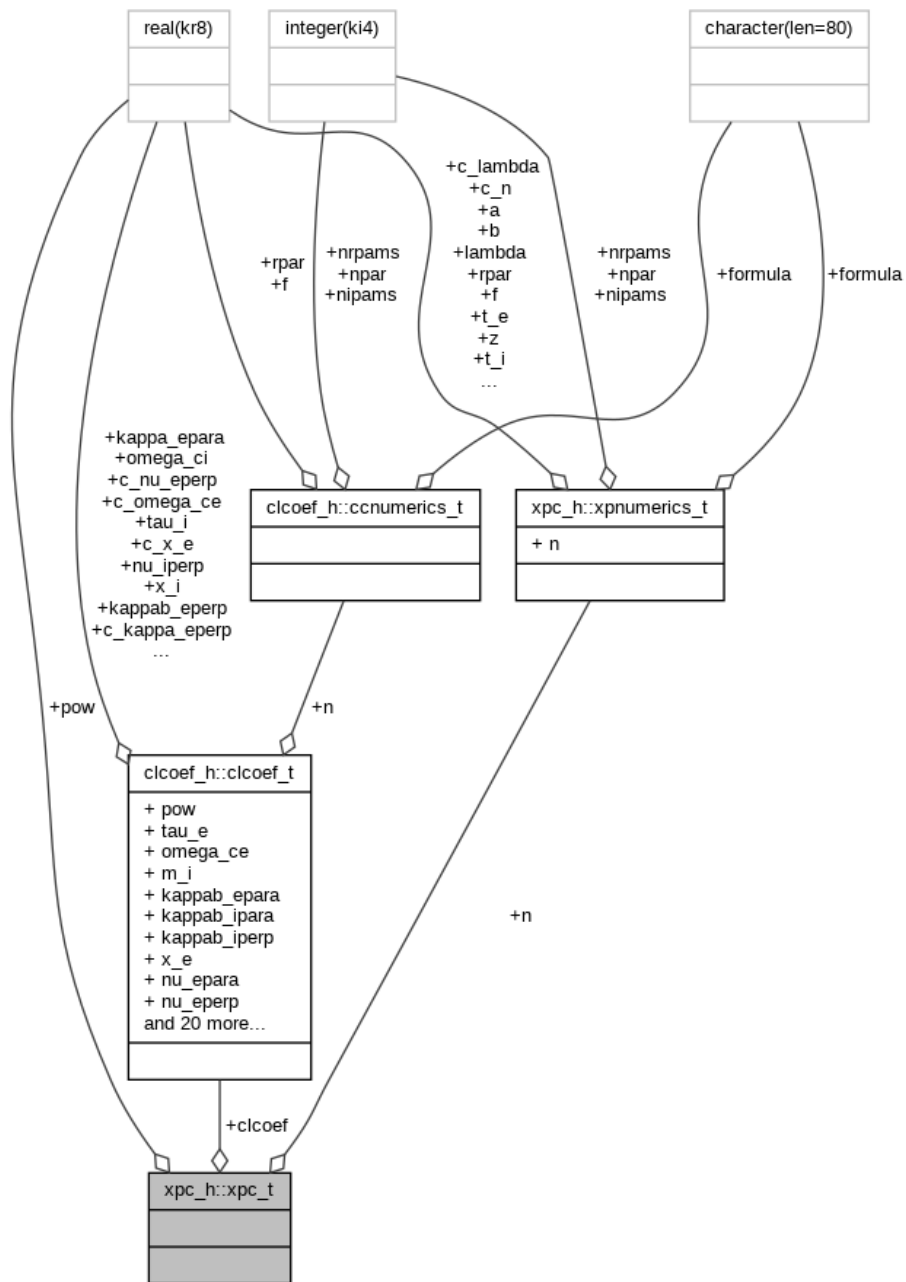 real(kr8)
integer(ki4)
character(len=80)
+c_lambda
+c_n
+a
+b
+lambda
+rpar
+f
+t_e
+z
+t_i
...
+rpar
+f
+nrpams
+npar
+nipams
+nrpams
+npar
+nipams
+formula
+formula
+kappa_epara
+omega_ci
+c_nu_eperp
+c_omega_ce
+tau_i
+c_x_e
+nu_iperp
+x_i
+kappab_eperp
+c_kappa_eperp
...
clcoef_h::ccnumerics_t
xpc_h::xpnumerics_t
+ n
+pow
+n
clcoef_h::clcoef_t
+ pow
+ tau_e
+ omega_ce
+ m_i
+ kappab_epara
+ kappab_ipara
+ kappab_iperp
+ x_e
+ nu_epara
+ nu_eperp
and 20 more...
+n
+clcoef
xpc_h::xpc_t